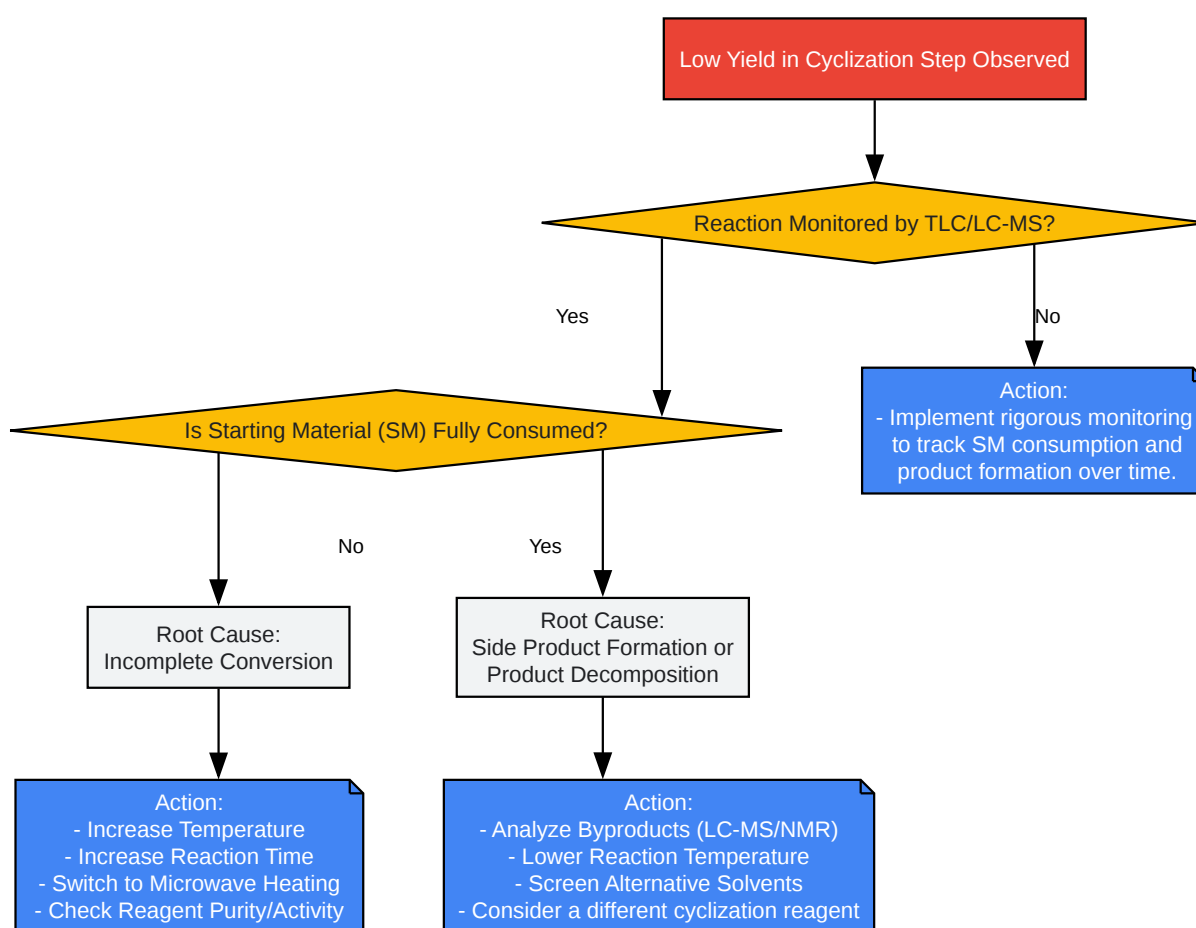 Low Yield in Cyclization Step Observed
Reaction Monitored by TLC/LC-MS?
Yes
No
Action:
- Implement rigorous monitoring
to track SM consumption and
product formation over time.
Is Starting Material (SM) Fully Consumed?
No
Yes
Root Cause:
Incomplete Conversion
Root Cause:
Side Product Formation or
Product Decomposition
Action:
- Increase Temperature
- Increase Reaction Time
- Switch to Microwave Heating
- Check Reagent Purity/Activity
Action:
- Analyze Byproducts (LC-MS/NMR)
- Lower Reaction Temperature
- Screen Alternative Solvents
- Consider a different cyclization reagent